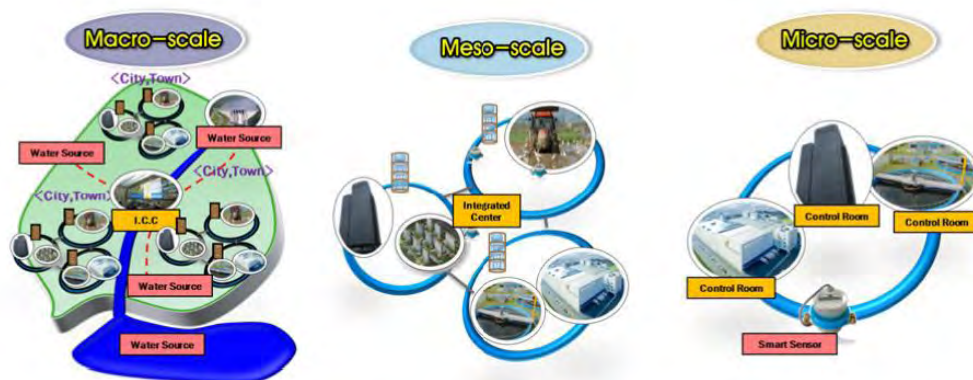 Macro-scale
<City,Town>
Water Source
Water Source
<City,Town>
<City,Town>
I.C.C
Water Source
Water Source
Meso-scale
Integrated
Center
Micro-scale
Control Room
Control Room
Control Room
Smart Sensor